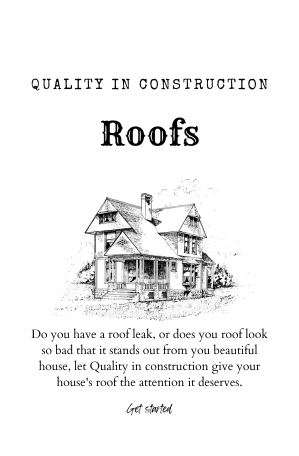 QUALITY IN CONSTRUCTION
Roofs
Do you have a roof leak, or does you roof look
so bad that it stands out from you beautiful
house, let Quality in construction give your
house's roof the attention it deserves.
Get started